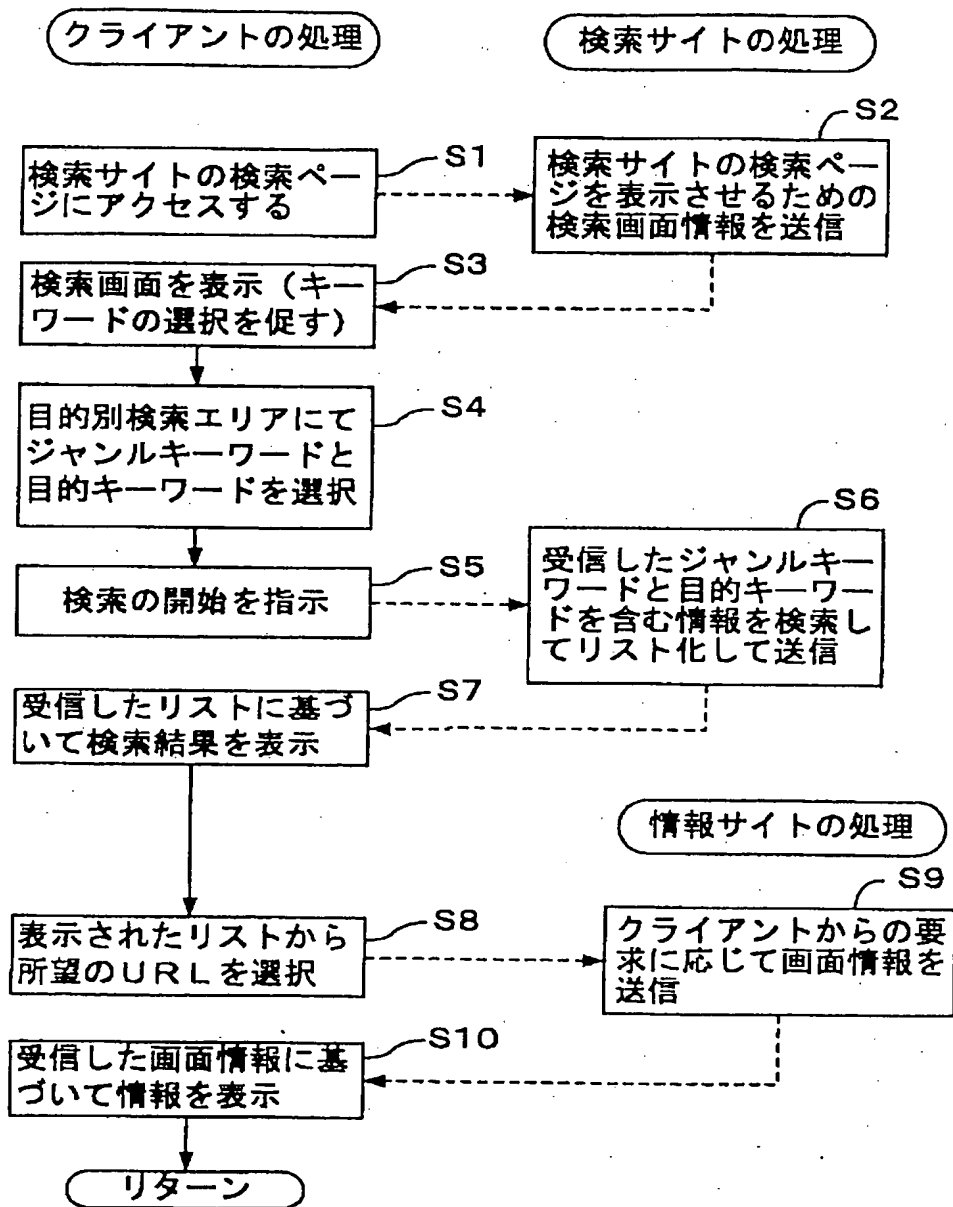 クライアントの処理
検索サイトの処理
S1
検索サイトの検索ペー
ジにアクセスする
S2
検索サイトの検索ペー
ジを表示させるための
検索画面情報を送信
S3
検索画面を表示(キー
ワードの選択を促す)
S4
目的別検索エリアにて
ジャンルキーワードと
目的キーワードを選択
S5
検索の開始を指示
S6
受信したジャンルキー
ワードと目的キーワー
ドを含む情報を検索し
てリスト化して送信
S7
受信したリストに基づ
いて検索結果を表示
情報サイトの処理
S8
表示されたリストから
所望のURLを選択
S9
クライアントからの要
求に応じて画面情報を
送信
S10
受信した画面情報に基
づいて情報を表示
リターン